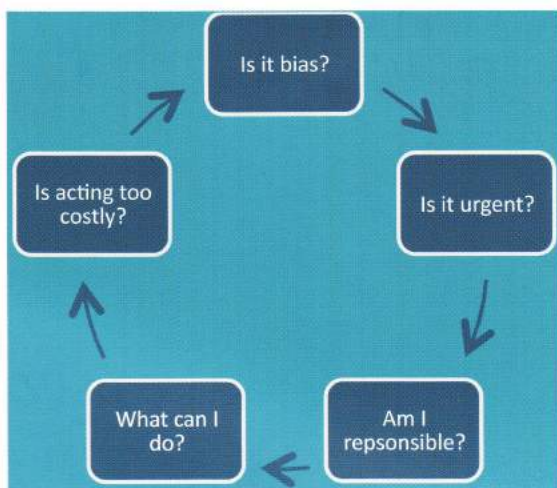 Is it bias?
Is it urgent?
Am I
repsonsible?
What can I
do?
Is acting too
costly?